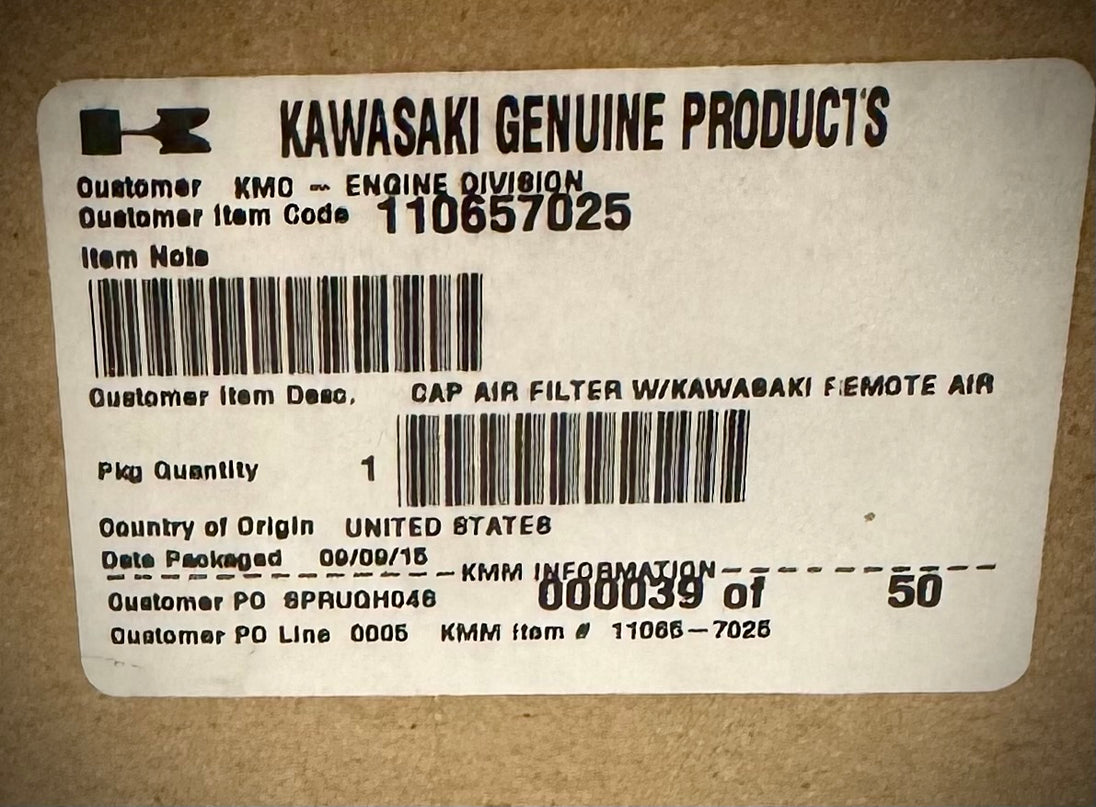 KAWASAKI GENUINE PRODUCTS
Customer KMC - ENGINE DIVISION
Customer Item Code 110657025
Item Note
Customer Item Desc. CAP AIR FILTER W/KAWASAKI REMOTE AIR
Pkg Quantity 1
Country of Origin UNITED STATES
Date Packaged 09/09/15
KMM INFORMATION
Customer PO SPRUGH048 000039 of 50
Customer PO Line 0005 KMM Item # 11065-7025